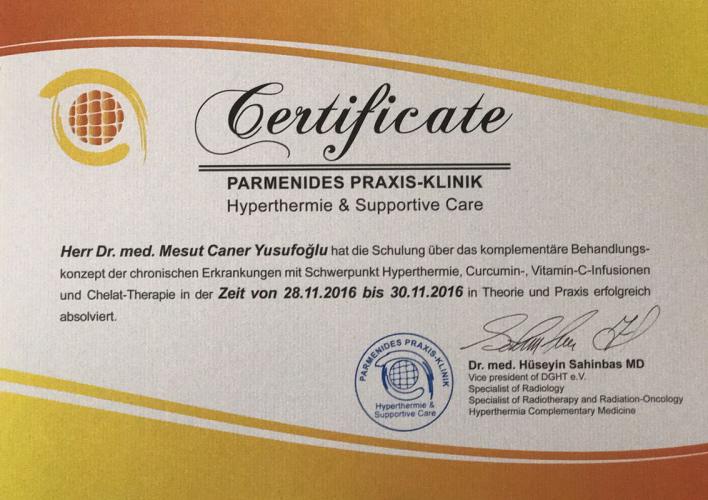 Certificate
PARMENIDES PRAXIS-KLINIK
Hyperthermie & Supportive Care
Herr Dr. med. Mesut Caner Yusufoğlu hat die Schulung über das komplementäre Behandlungs-
konzept der chronischen Erkrankungen mit Schwerpunkt Hyperthermie, Curcumin-, Vitamin-C-Infusionen
und Chelat-Therapie in der Zeit von 28.11.2016 bis 30.11.2016 in Theorie und Praxis erfolgreich
absolviert.
PARMENIDES PRAXIS-KLINIK
Hyperthermie &
Supportive Care
Dr. med. Hüseyin Sahinbas MD
Vice president of DGHT e.V.
Specialist of Radiology
Specialist of Radiotherapy and Radiation-Oncology
Hyperthermia Complementary Medicine